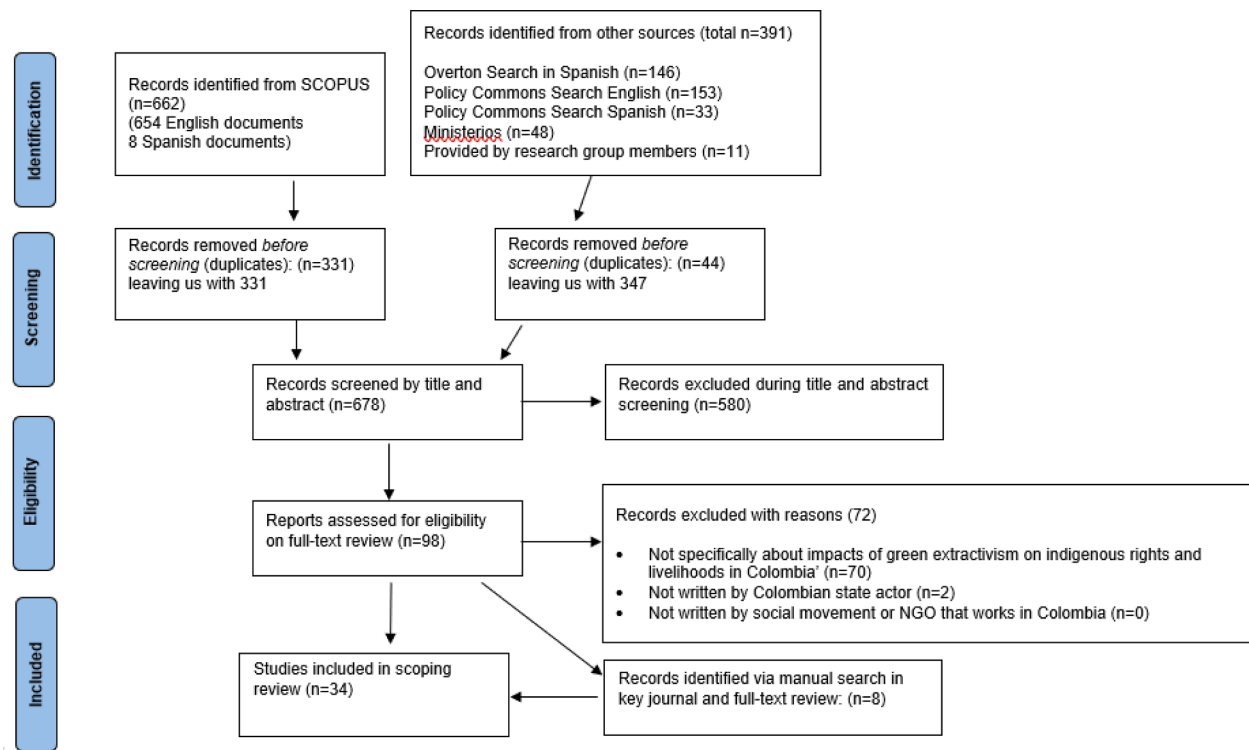 Identification
Records identified from SCOPUS
(n=662)
(654 English documents
8 Spanish documents)
Records identified from other sources (total n=391)
Overton Search in Spanish (n=146)
Policy Commons Search English (n=153)
Policy Commons Search Spanish (n=33)
Ministerios (n=48)
Provided by research group members (n=11)
Screening
Records removed before
screening (duplicates): (n=331)
leaving us with 331
Records removed before
screening (duplicates): (n=44)
leaving us with 347
Records screened by title and
abstract (n=678)
Records excluded during title and abstract
screening (n=580)
Eligibility
Reports assessed for eligibility
on full-text review (n=98)
Records excluded with reasons (72)
• Not specifically about impacts of green extractivism on indigenous rights and
livelihoods in Colombia’ (n=70)
• Not written by Colombian state actor (n=2)
• Not written by social movement or NGO that works in Colombia (n=0)
Included
Studies included in scoping
review (n=34)
Records identified via manual search in
key journal and full-text review: (n=8)